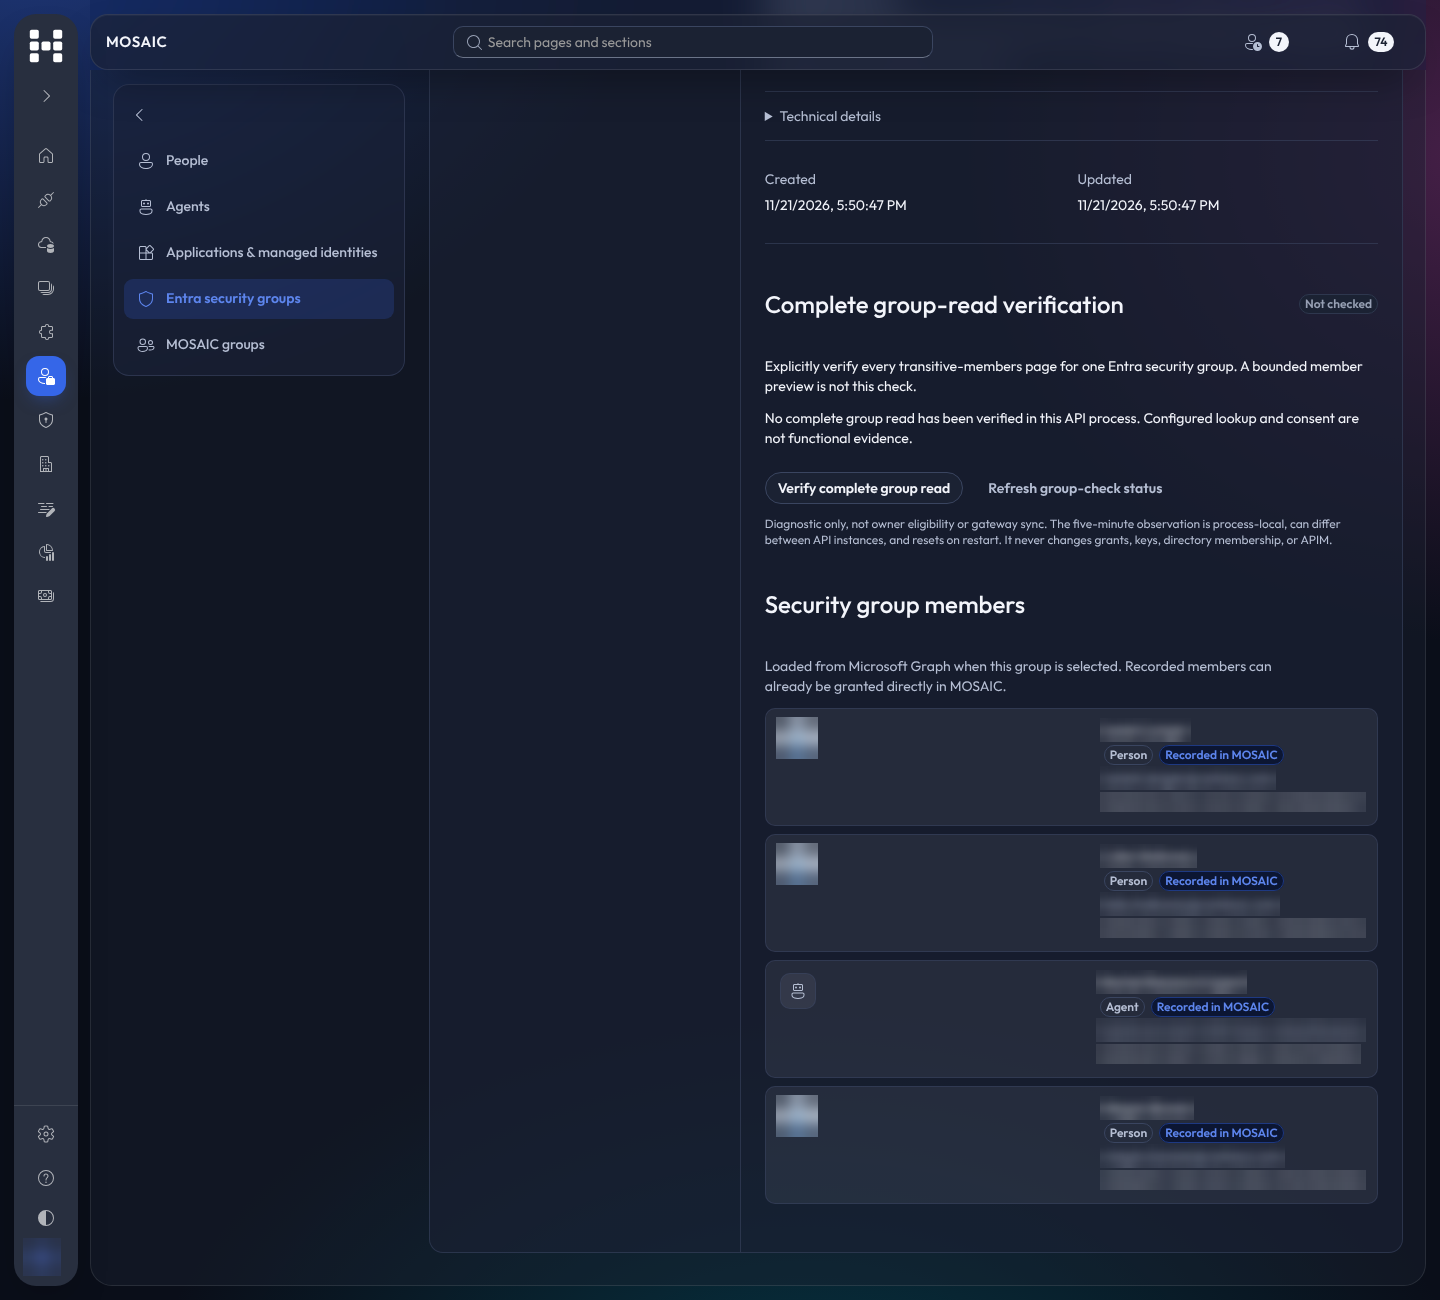 MOSAIC
Search pages and sections
7
74
People
Agents
Applications & managed identities
Entra security groups
MOSAIC groups
Technical details
Created
Updated
11/21/2026, 5:50:47 PM
11/21/2026, 5:50:47 PM
Complete group-read verification
Not checked
Explicitly verify every transitive-members page for one Entra security group. A bounded member
preview is not this check.
No complete group read has been verified in this API process. Configured lookup and consent are
not functional evidence.
Verify complete group read
Refresh group-check status
Diagnostic only, not owner eligibility or gateway sync. The five-minute observation is process-local, can differ
between API instances, and resets on restart. It never changes grants, keys, directory membership, or APIM.
Security group members
Loaded from Microsoft Graph when this group is selected. Recorded members can
already be granted directly in MOSAIC.
Person Recorded in MOSAIC
Person Recorded in MOSAIC
Agent Recorded in MOSAIC
Person Recorded in MOSAIC